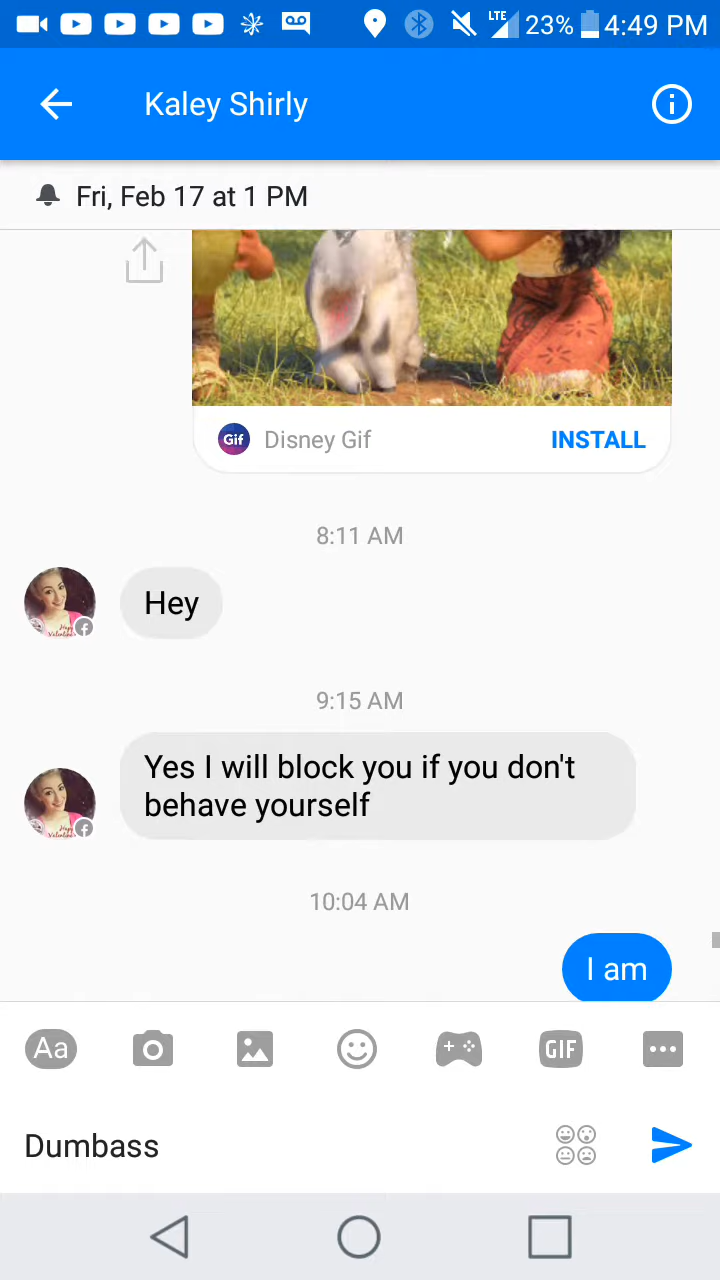 LTE 23% 4:49 PM
Kaley Shirly
Fri, Feb 17 at 1 PM
Gif Disney Gif INSTALL
8:11 AM
Hey
9:15 AM
Yes I will block you if you don't
behave yourself
10:04 AM
I am
Aa GIF
Dumbass